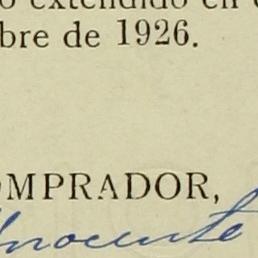 o extendido en
bre de 1926.
OMPRADOR,
Inocente